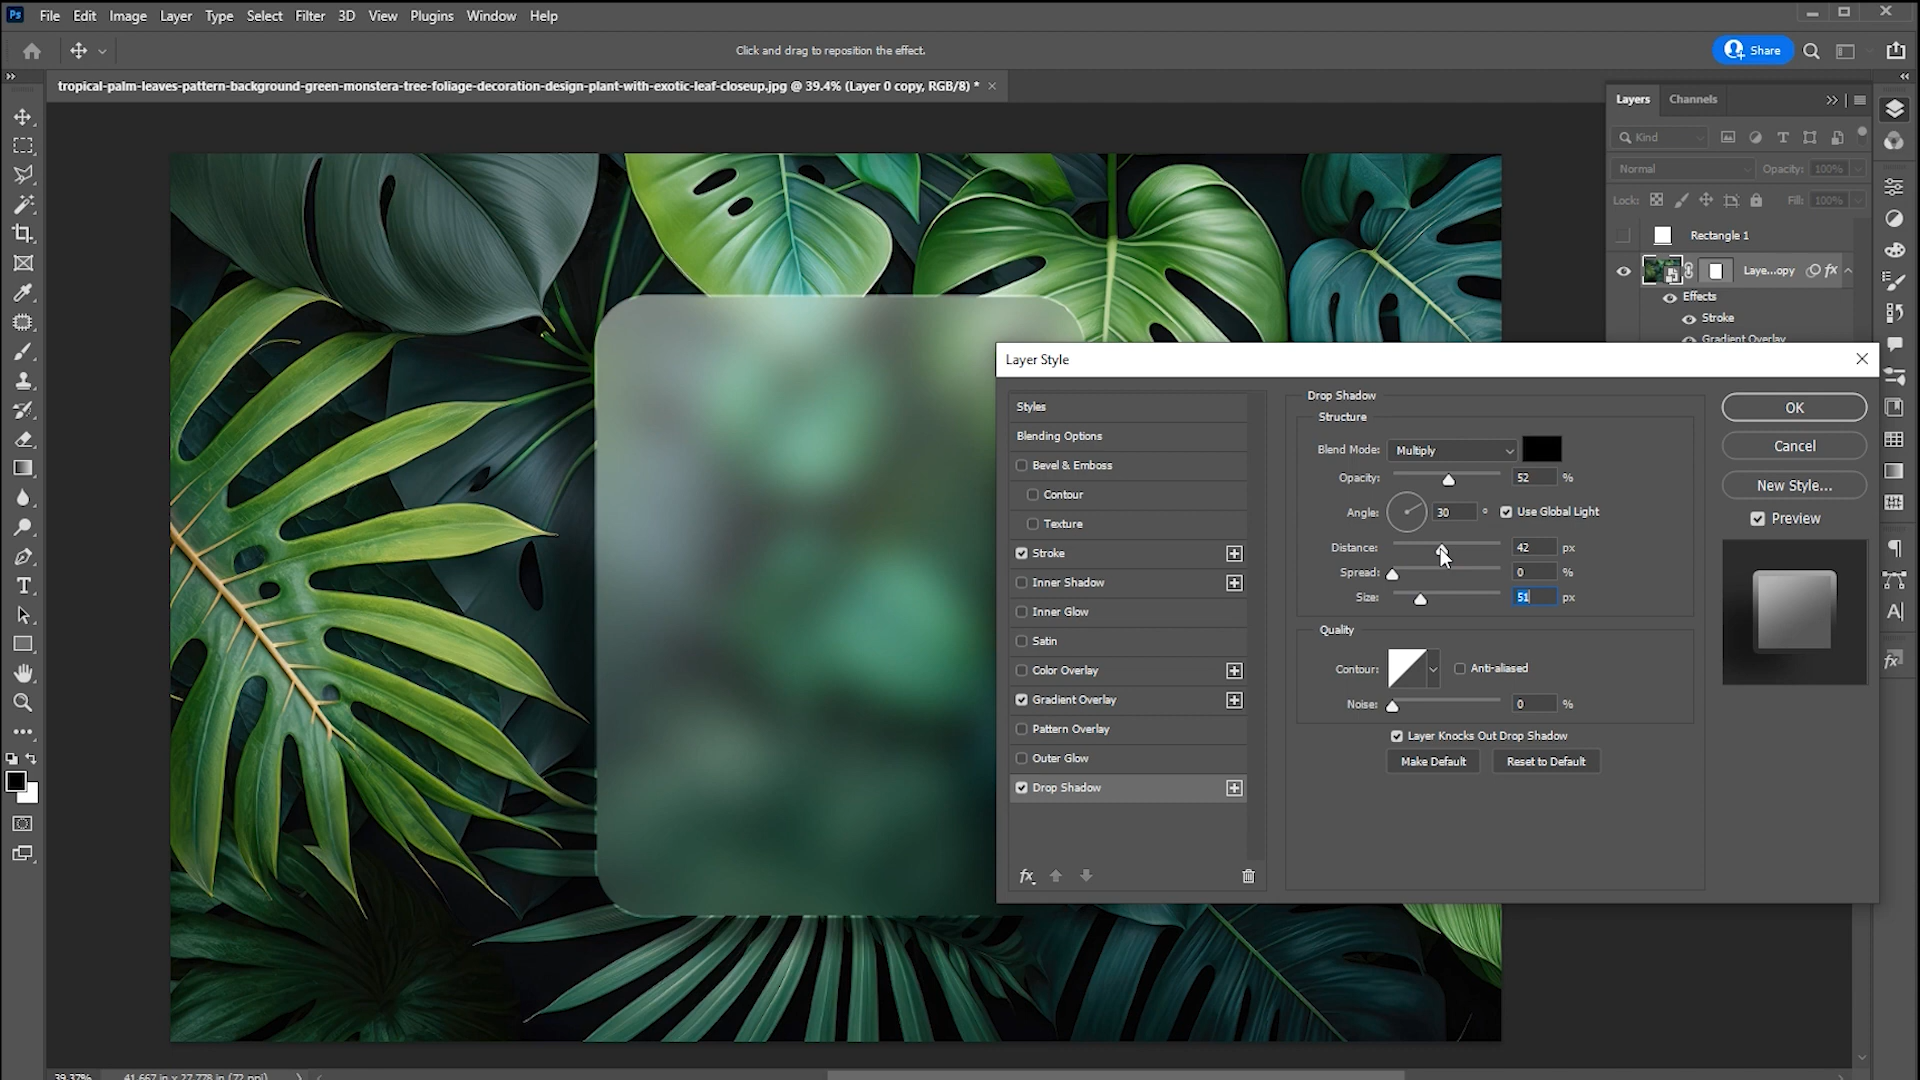 Ps File Edit Image Layer Type Select Filter 3D View Plugins Window Help
Click and drag to reposition the effect.
Share
tropical-palm-leaves-pattern-background-green-monstera-tree-foliage-decoration-design-plant-with-exotic-leaf-closeup.jpg @ 39.4% (Layer 0 copy, RGB/8) *
Layers Channels
Kind
Normal Opacity: 100%
Lock: Fill: 100%
Rectangle 1
Laye...opy fx
Effects
Stroke
Gradient Overlay
Layer Style
Styles
Blending Options
Bevel & Emboss
Contour
Texture
Stroke
Inner Shadow
Inner Glow
Satin
Color Overlay
Gradient Overlay
Pattern Overlay
Outer Glow
Drop Shadow
fx
Drop Shadow
Structure
Blend Mode: Multiply
Opacity: 52 %
Angle: 30 ° Use Global Light
Distance: 42 px
Spread: 0 %
Size: 51 px
Quality
Contour: Anti-aliased
Noise: 0 %
Layer Knocks Out Drop Shadow
Make Default Reset to Default
OK
Cancel
New Style...
Preview
39.37% 41.667 in x 27.778 in (72 ppi)